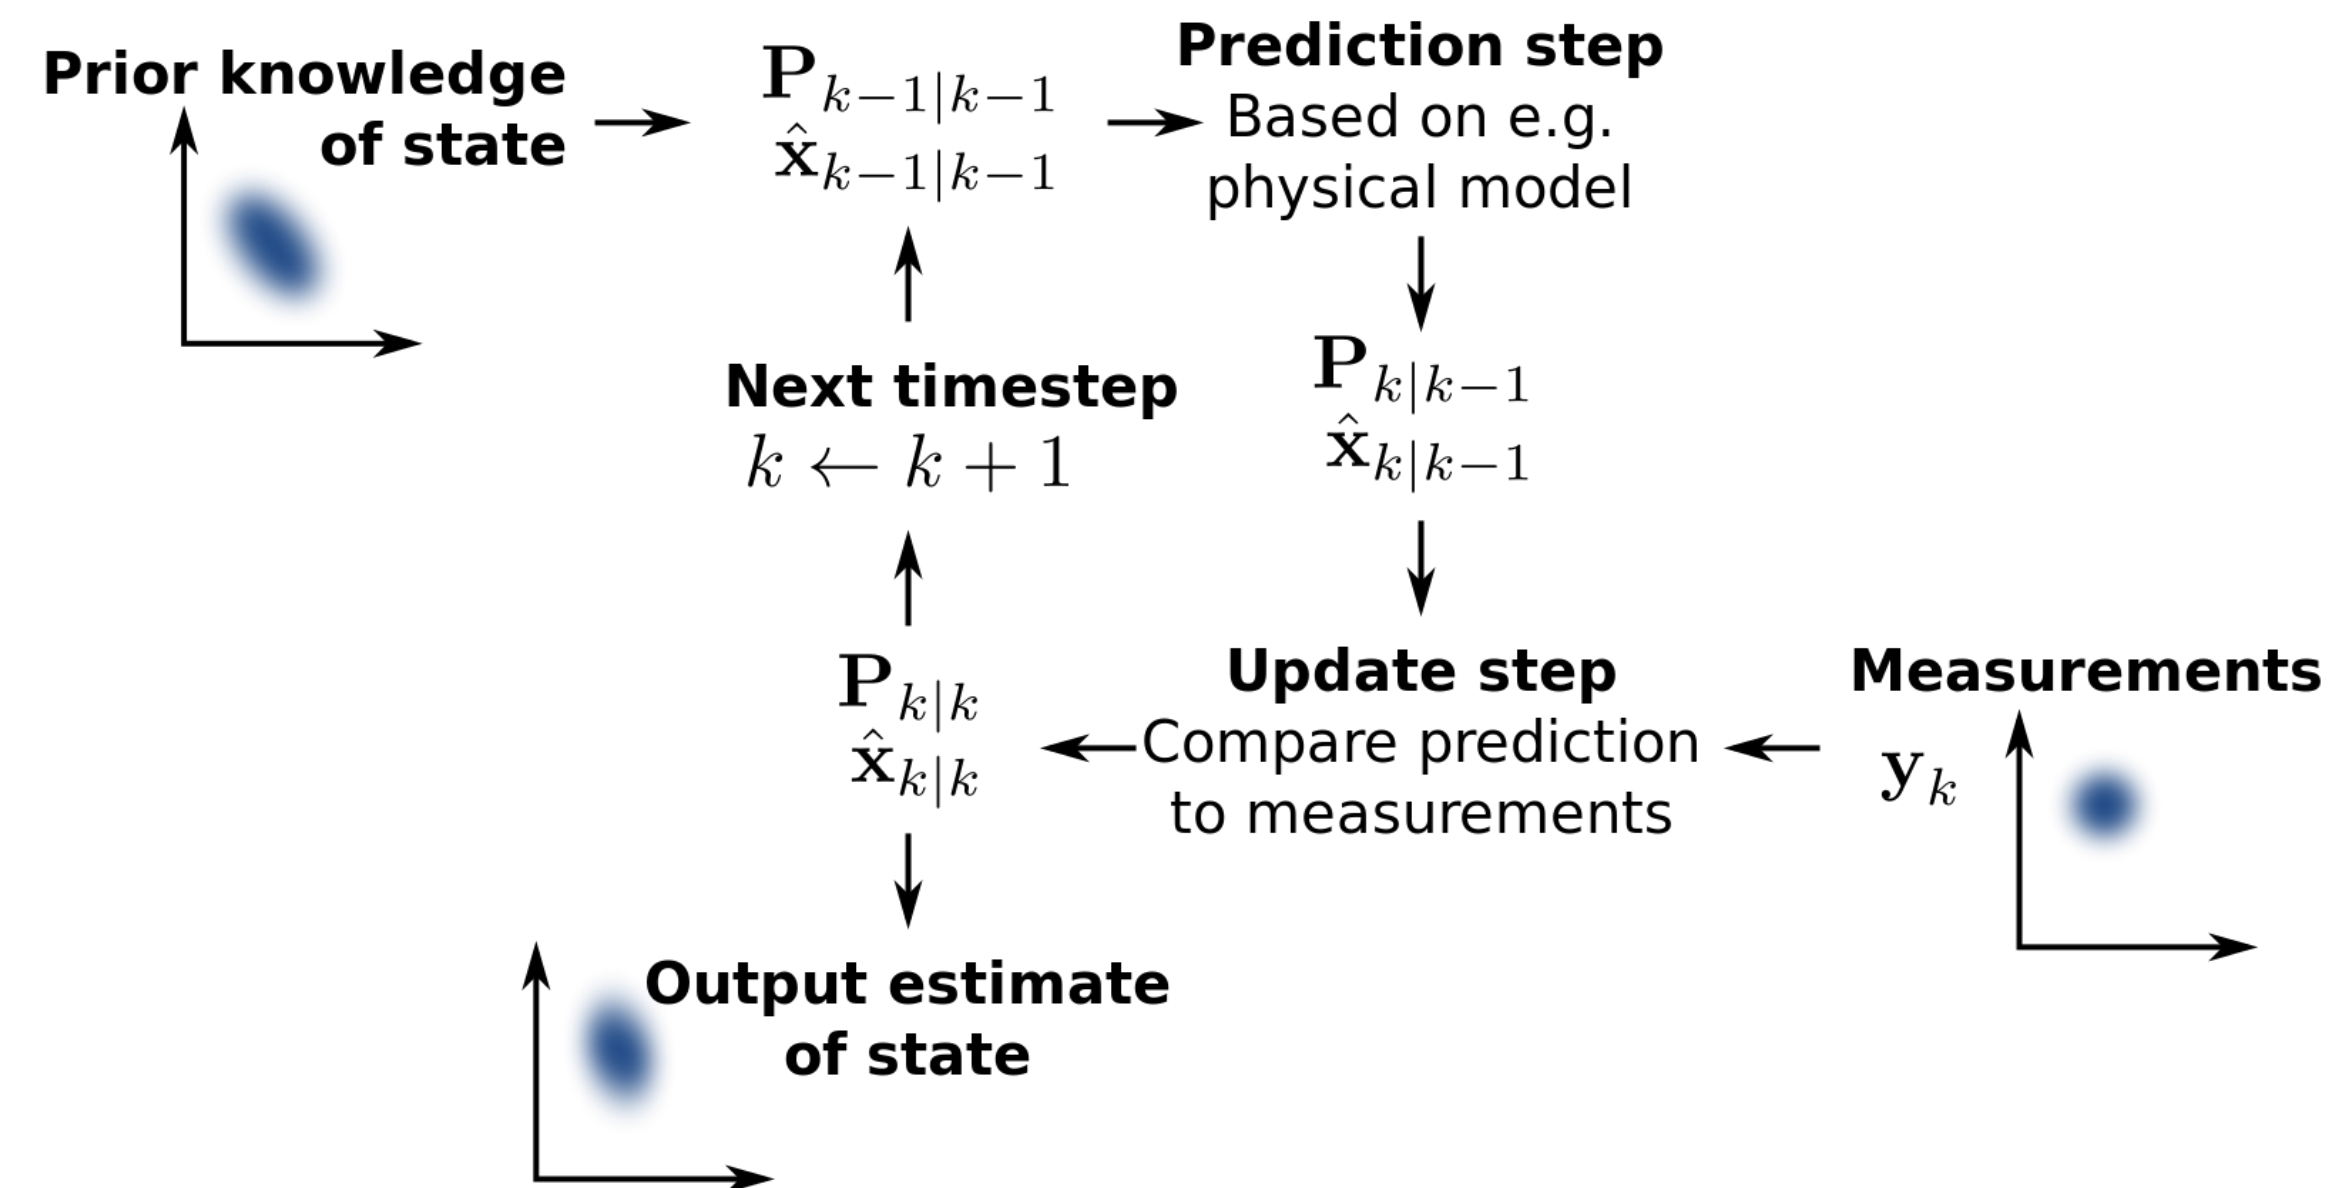 Prior knowledge
of state
P_{k−1|k−1}
x̂_{k−1|k−1}
Prediction step
Based on e.g.
physical model
Next timestep
k ← k + 1
P_{k|k−1}
x̂_{k|k−1}
P_{k|k}
x̂_{k|k}
Update step
Compare prediction
to measurements
Measurements
y_k
Output estimate
of state